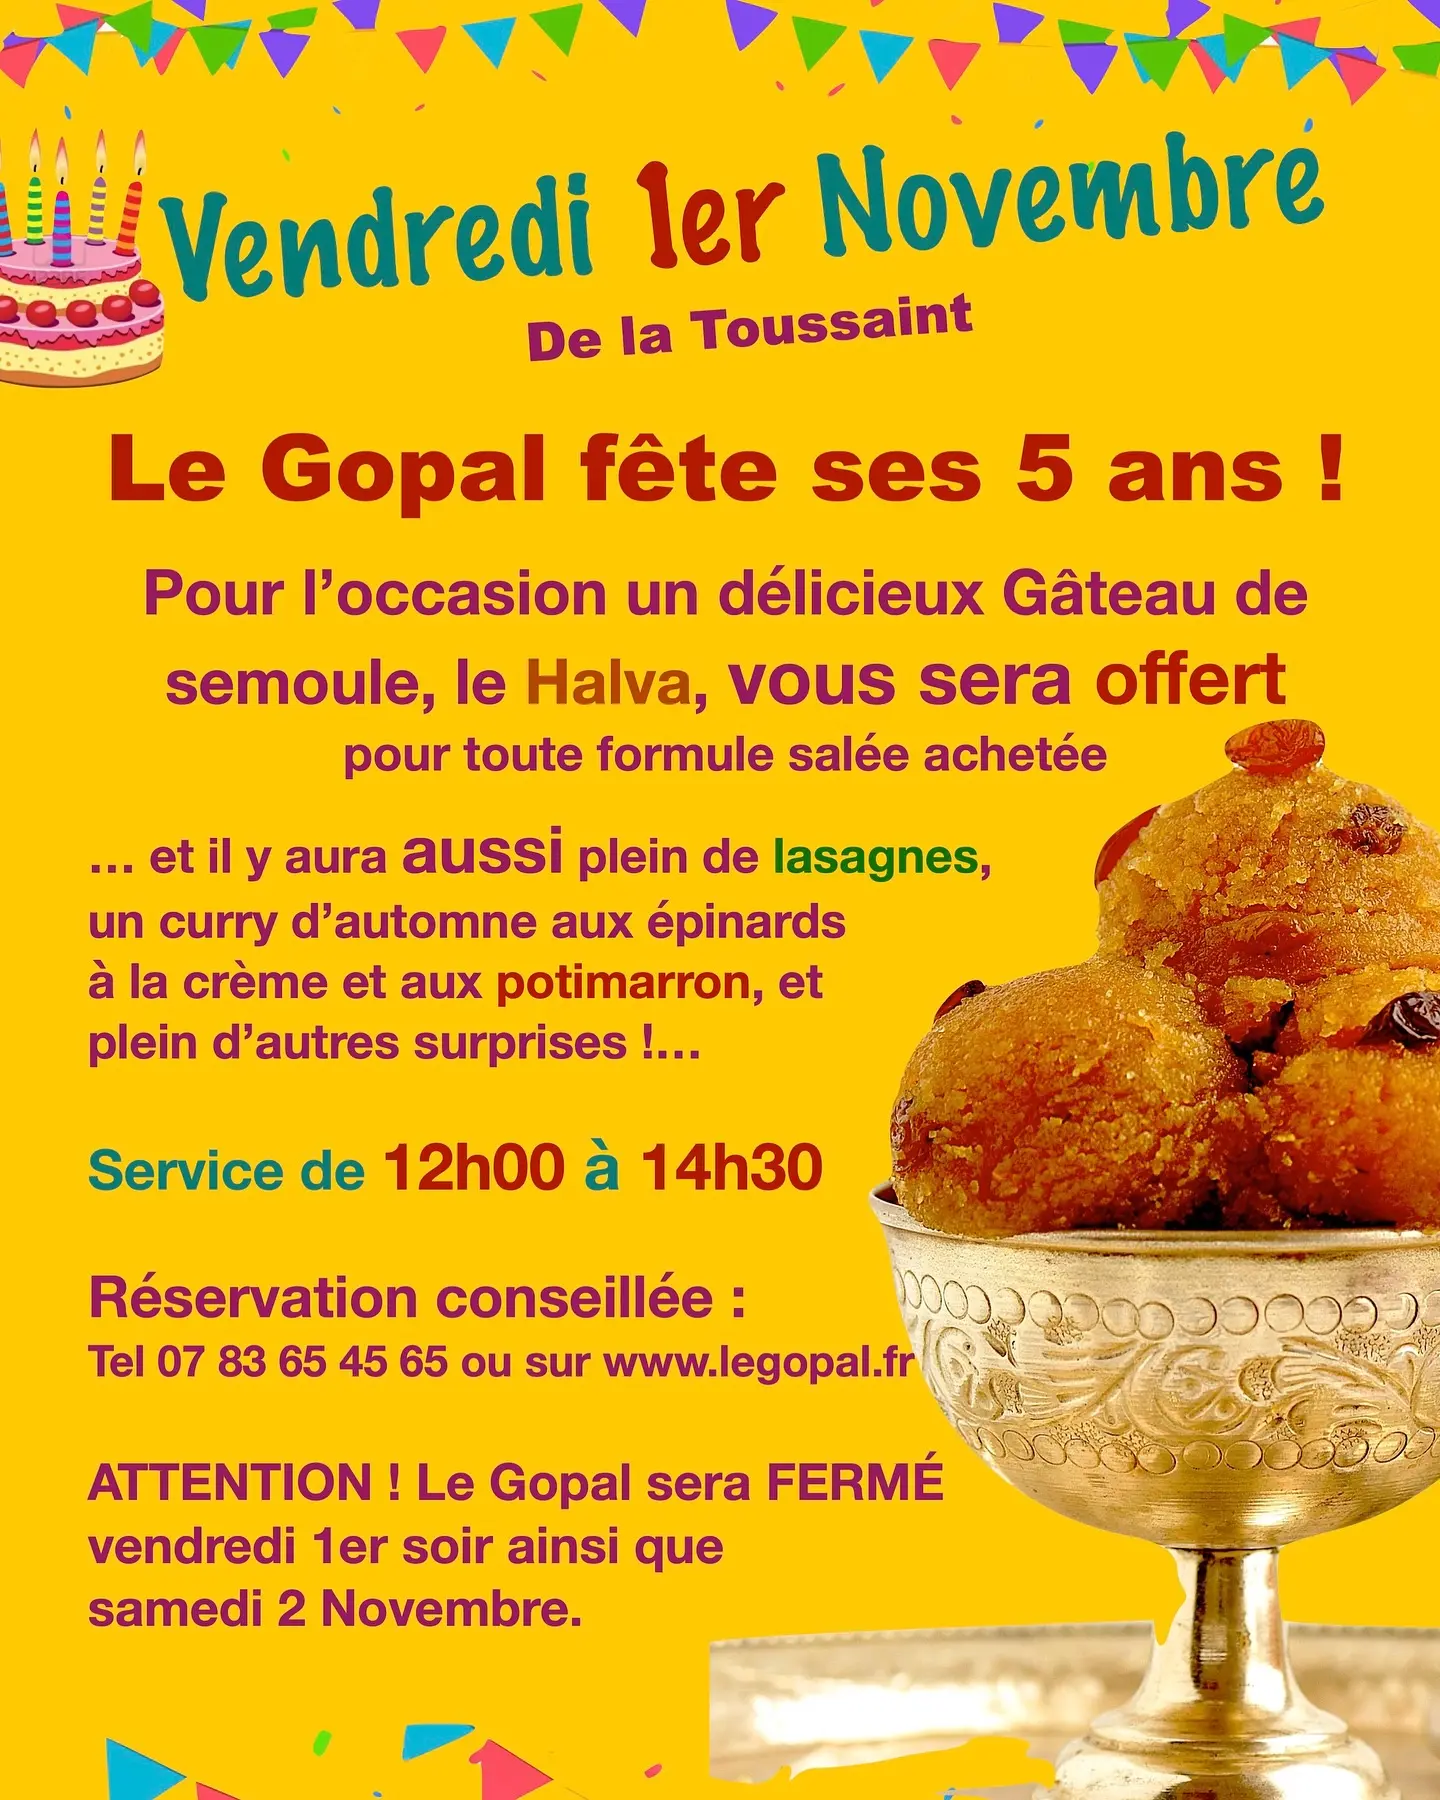 Vendredi 1er Novembre
De la Toussaint
Le Gopal fête ses 5 ans !
Pour l’occasion un délicieux Gâteau de
semoule, le Halva, vous sera offert
pour toute formule salée achetée
... et il y aura aussi plein de lasagnes,
un curry d’automne aux épinards
à la crème et aux potimarron, et
plein d’autres surprises !...
Service de 12h00 à 14h30
Réservation conseillée :
Tel 07 83 65 45 65 ou sur www.legopal.fr
ATTENTION ! Le Gopal sera FERMÉ
vendredi 1er soir ainsi que
samedi 2 Novembre.